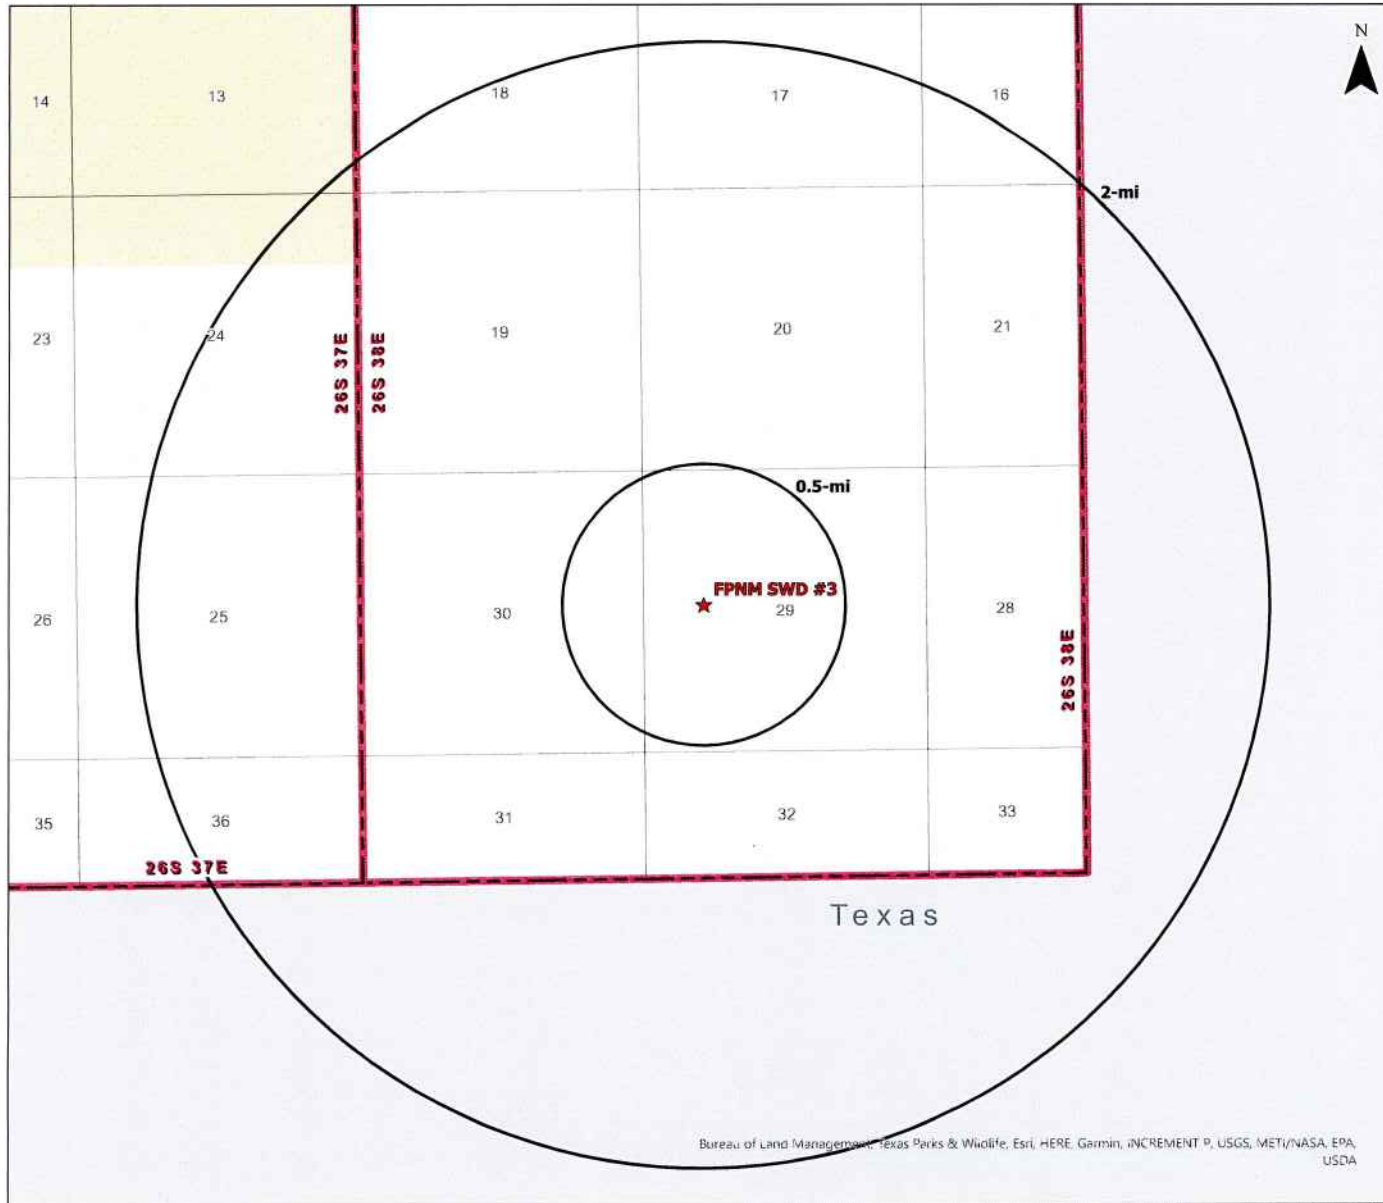 N
14
13
18
17
16
2-mi
23
24
19
20
21
26S 37E
26S 38E
0.5-mi
FPNM SWD #3
26
25
30
29
28
26S 38E
35
36
31
32
33
26S 37E
Texas
Bureau of Land Management, Texas Parks & Wildlife, Esri, HERE, Garmin, INCREMENT P, USGS, METI/NASA, EPA,
USDA